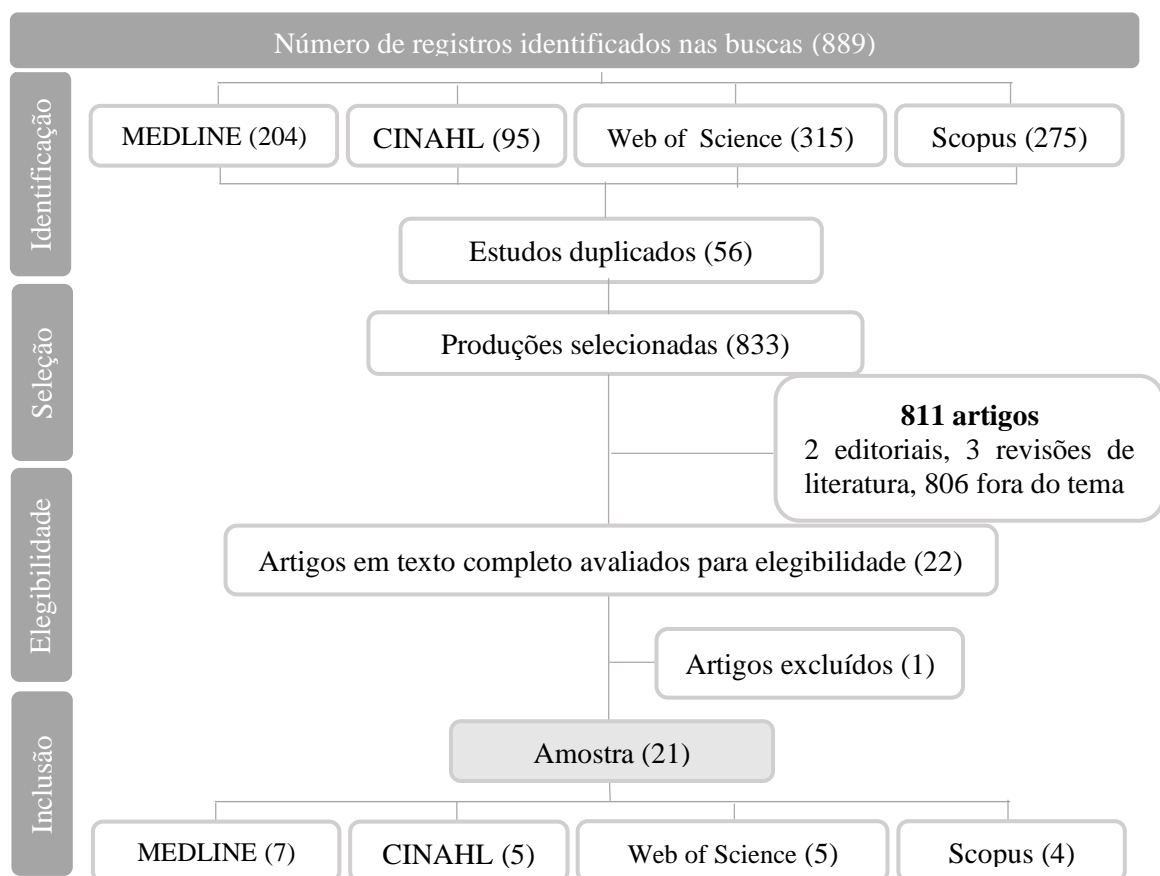 Número de registros identificados nas buscas (889)
Identificação
MEDLINE (204)
CINAHL (95)
Web of Science (315)
Scopus (275)
Estudos duplicados (56)
Seleção
Produções selecionadas (833)
811 artigos
2 editoriais, 3 revisões de
literatura, 806 fora do tema
Elegibilidade
Artigos em texto completo avaliados para elegibilidade (22)
Artigos excluídos (1)
Inclusão
Amostra (21)
MEDLINE (7)
CINAHL (5)
Web of Science (5)
Scopus (4)